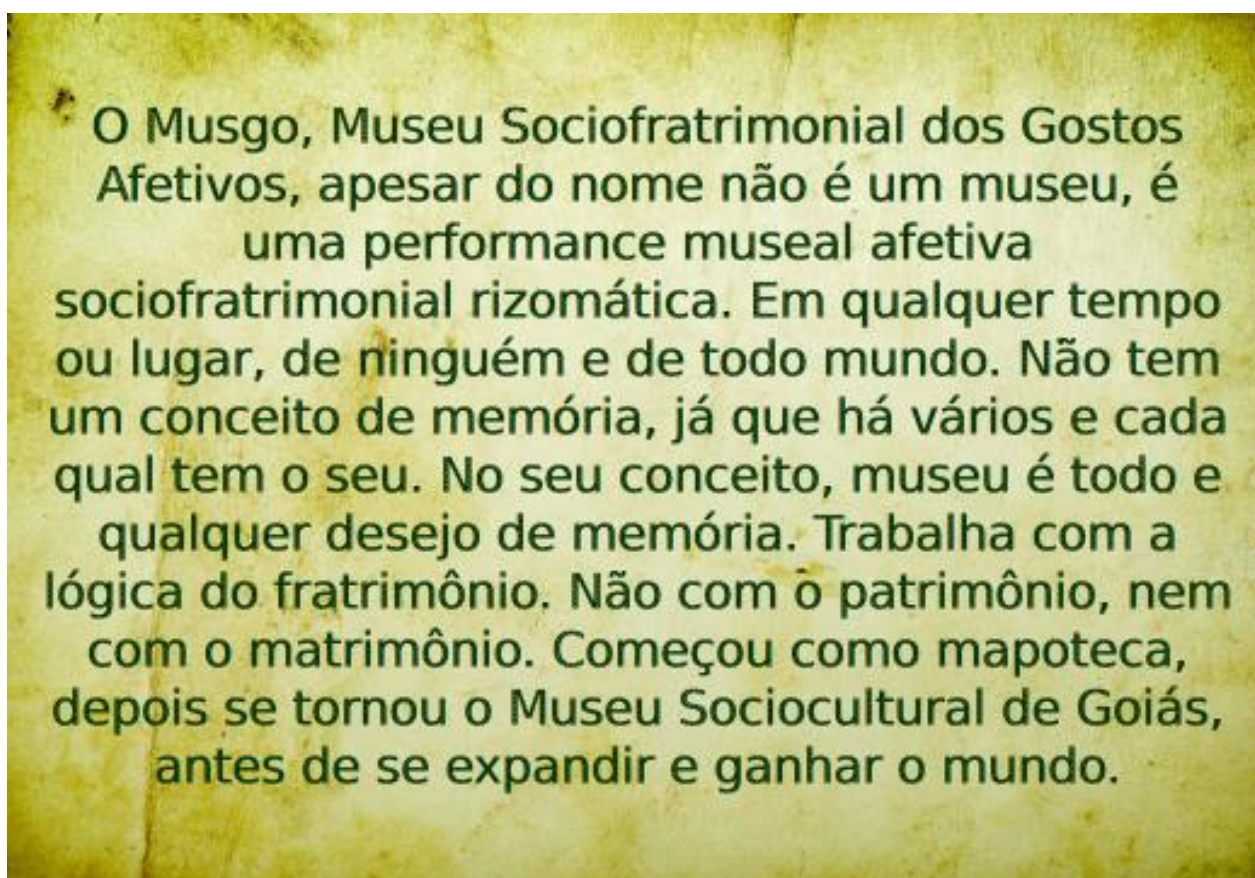 O Musgo, Museu Sociofratrimonial dos Gostos
Afetivos, apesar do nome não é um museu, é
uma performance museal afetiva
sociofratrimonial rizomática. Em qualquer tempo
ou lugar, de ninguém e de todo mundo. Não tem
um conceito de memória, já que há vários e cada
qual tem o seu. No seu conceito, museu é todo e
qualquer desejo de memória. Trabalha com a
lógica do fratrimônio. Não com o patrimônio, nem
com o matrimônio. Começou como mapoteca,
depois se tornou o Museu Sociocultural de Goiás,
antes de se expandir e ganhar o mundo.